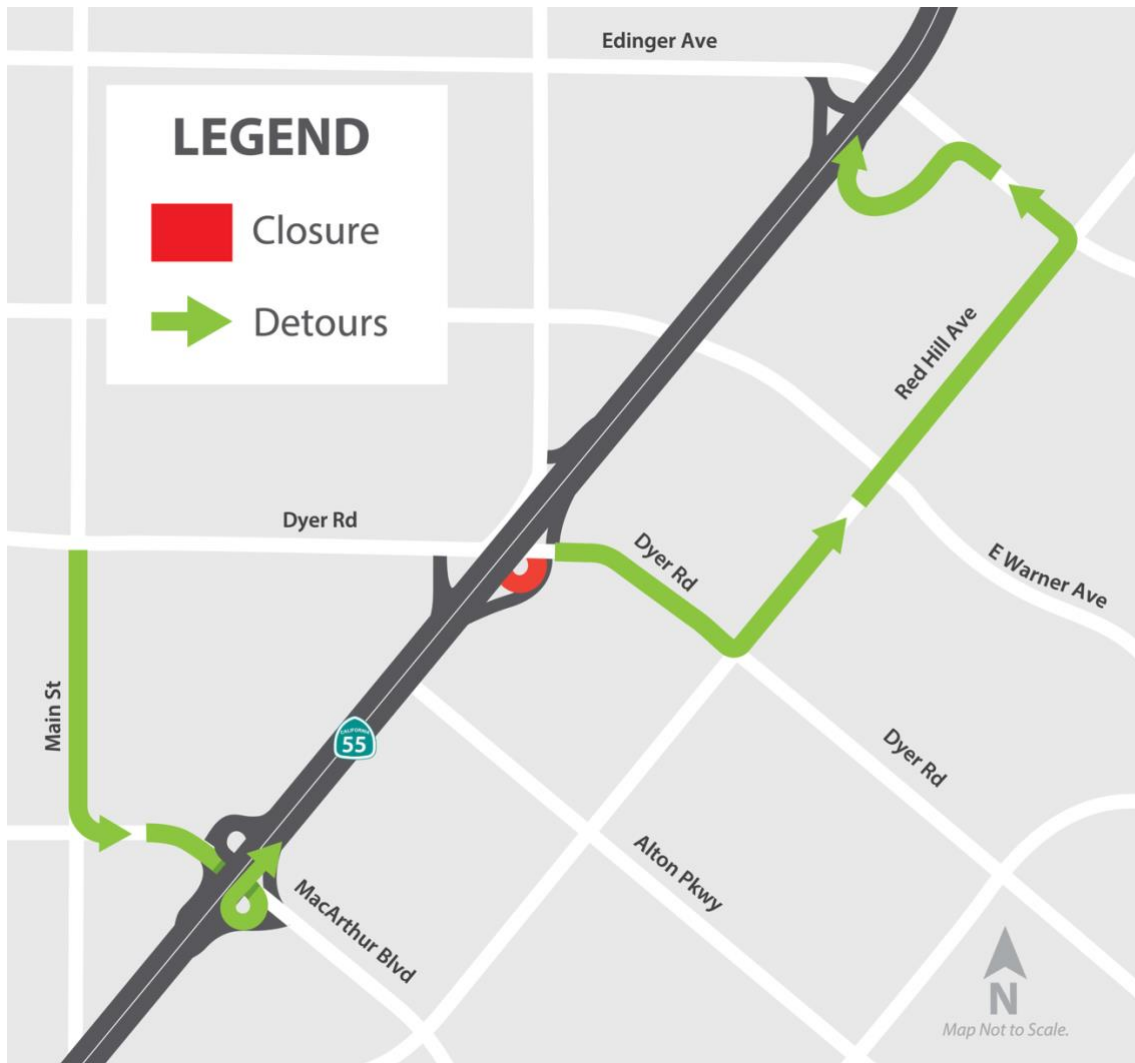 Edinger Ave
LEGEND
Closure
Detours
Red Hill Ave
Dyer Rd
Dyer Rd
E Warner Ave
Main St
CALIFORNIA
55
Dyer Rd
Alton Pkwy
MacArthur Blvd
N
Map Not to Scale.